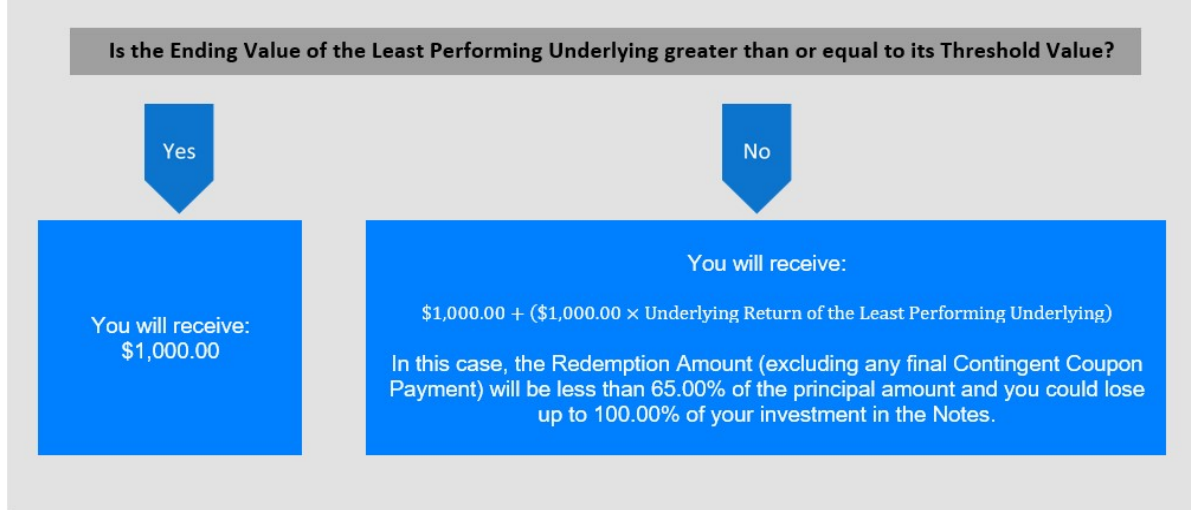 Is the Ending Value of the Least Performing Underlying greater than or equal to its Threshold Value?
Yes
No
You will receive:
$1,000.00
You will receive:
$1,000.00 + ($1,000.00 × Underlying Return of the Least Performing Underlying)
In this case, the Redemption Amount (excluding any final Contingent Coupon
Payment) will be less than 65.00% of the principal amount and you could lose
up to 100.00% of your investment in the Notes.